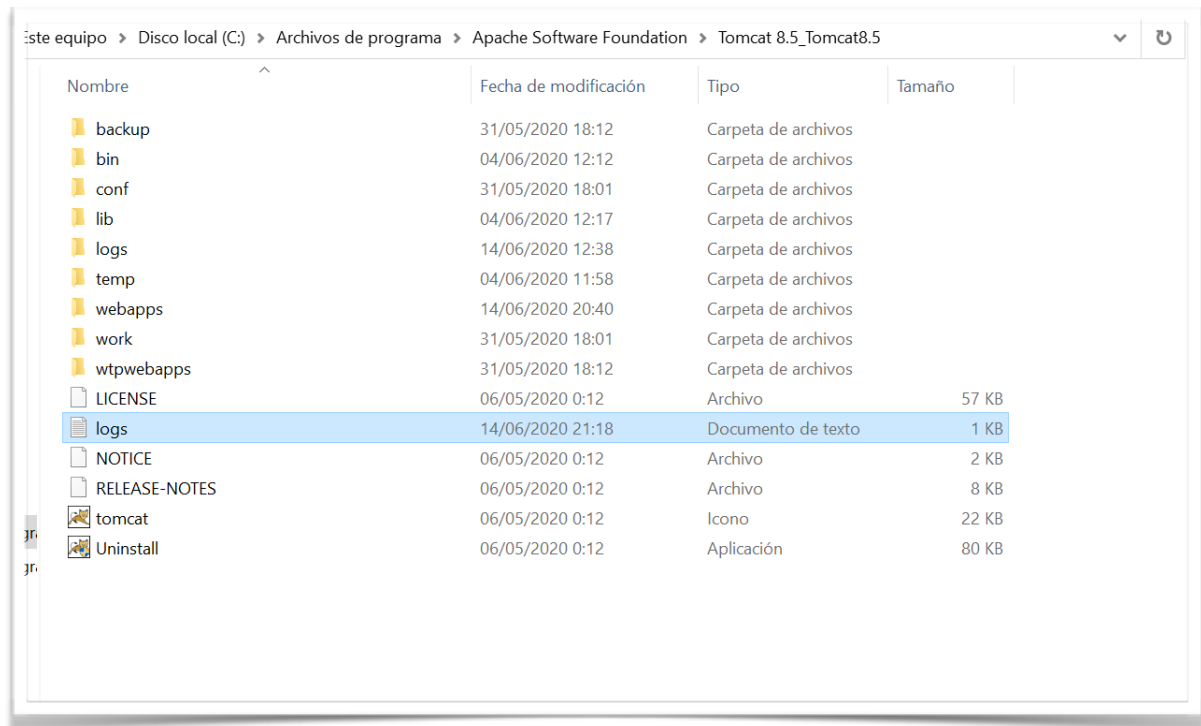 Este equipo > Disco local (C:) > Archivos de programa > Apache Software Foundation > Tomcat 8.5_Tomcat8.5
Nombre Fecha de modificación Tipo Tamaño
backup 31/05/2020 18:12 Carpeta de archivos
bin 04/06/2020 12:12 Carpeta de archivos
conf 31/05/2020 18:01 Carpeta de archivos
lib 04/06/2020 12:17 Carpeta de archivos
logs 14/06/2020 12:38 Carpeta de archivos
temp 04/06/2020 11:58 Carpeta de archivos
webapps 14/06/2020 20:40 Carpeta de archivos
work 31/05/2020 18:01 Carpeta de archivos
wtpwebapps 31/05/2020 18:12 Carpeta de archivos
LICENSE 06/05/2020 0:12 Archivo 57 KB
logs 14/06/2020 21:18 Documento de texto 1 KB
NOTICE 06/05/2020 0:12 Archivo 2 KB
RELEASE-NOTES 06/05/2020 0:12 Archivo 8 KB
tomcat 06/05/2020 0:12 Icono 22 KB
Uninstall 06/05/2020 0:12 Aplicación 80 KB